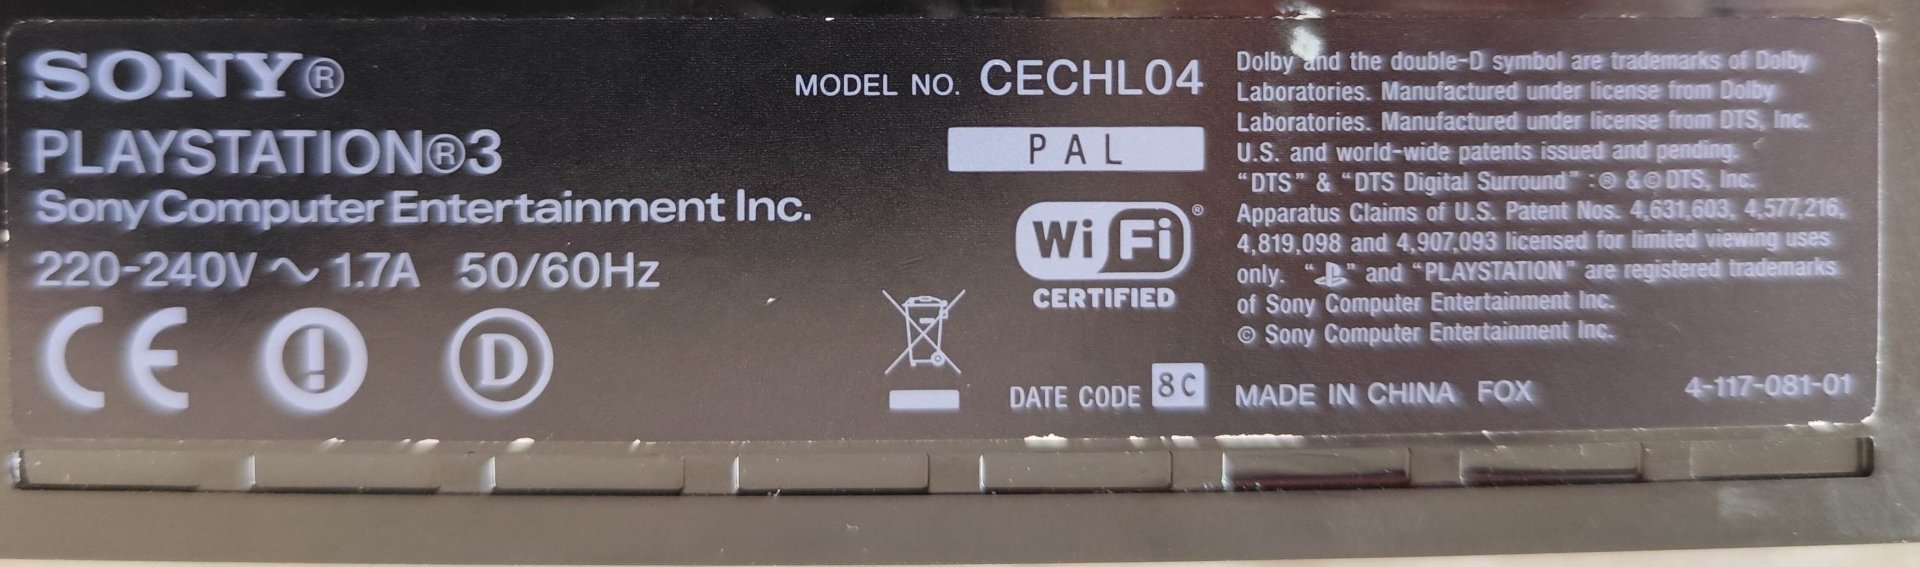 SONY®
PLAYSTATION®3
Sony Computer Entertainment Inc.
220-240V ~ 1.7A 50/60Hz
CE
D
MODEL NO. CECHL04
PAL
Wi Fi ®
CERTIFIED
DATE CODE 8C
Dolby and the double-D symbol are trademarks of Dolby
Laboratories. Manufactured under license from Dolby
Laboratories. Manufactured under license from DTS, Inc.
U.S. and world-wide patents issued and pending.
“DTS” & “DTS Digital Surround” : ® & © DTS, Inc.
Apparatus Claims of U.S. Patent Nos. 4,631,603, 4,577,216,
4,819,098 and 4,907,093 licensed for limited viewing uses
only. “ ” and “PLAYSTATION” are registered trademarks
of Sony Computer Entertainment Inc.
© Sony Computer Entertainment Inc.
MADE IN CHINA FOX 4-117-081-01